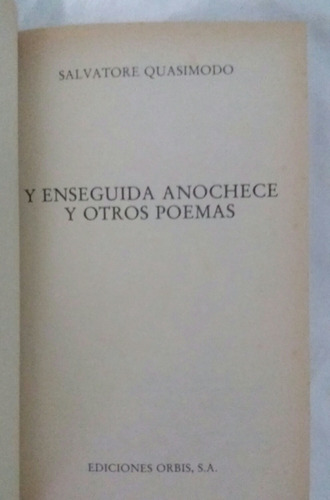 SALVATORE QUASIMODO
Y ENSEGUIDA ANOCHECE
Y OTROS POEMAS
EDICIONES ORBIS, S.A.